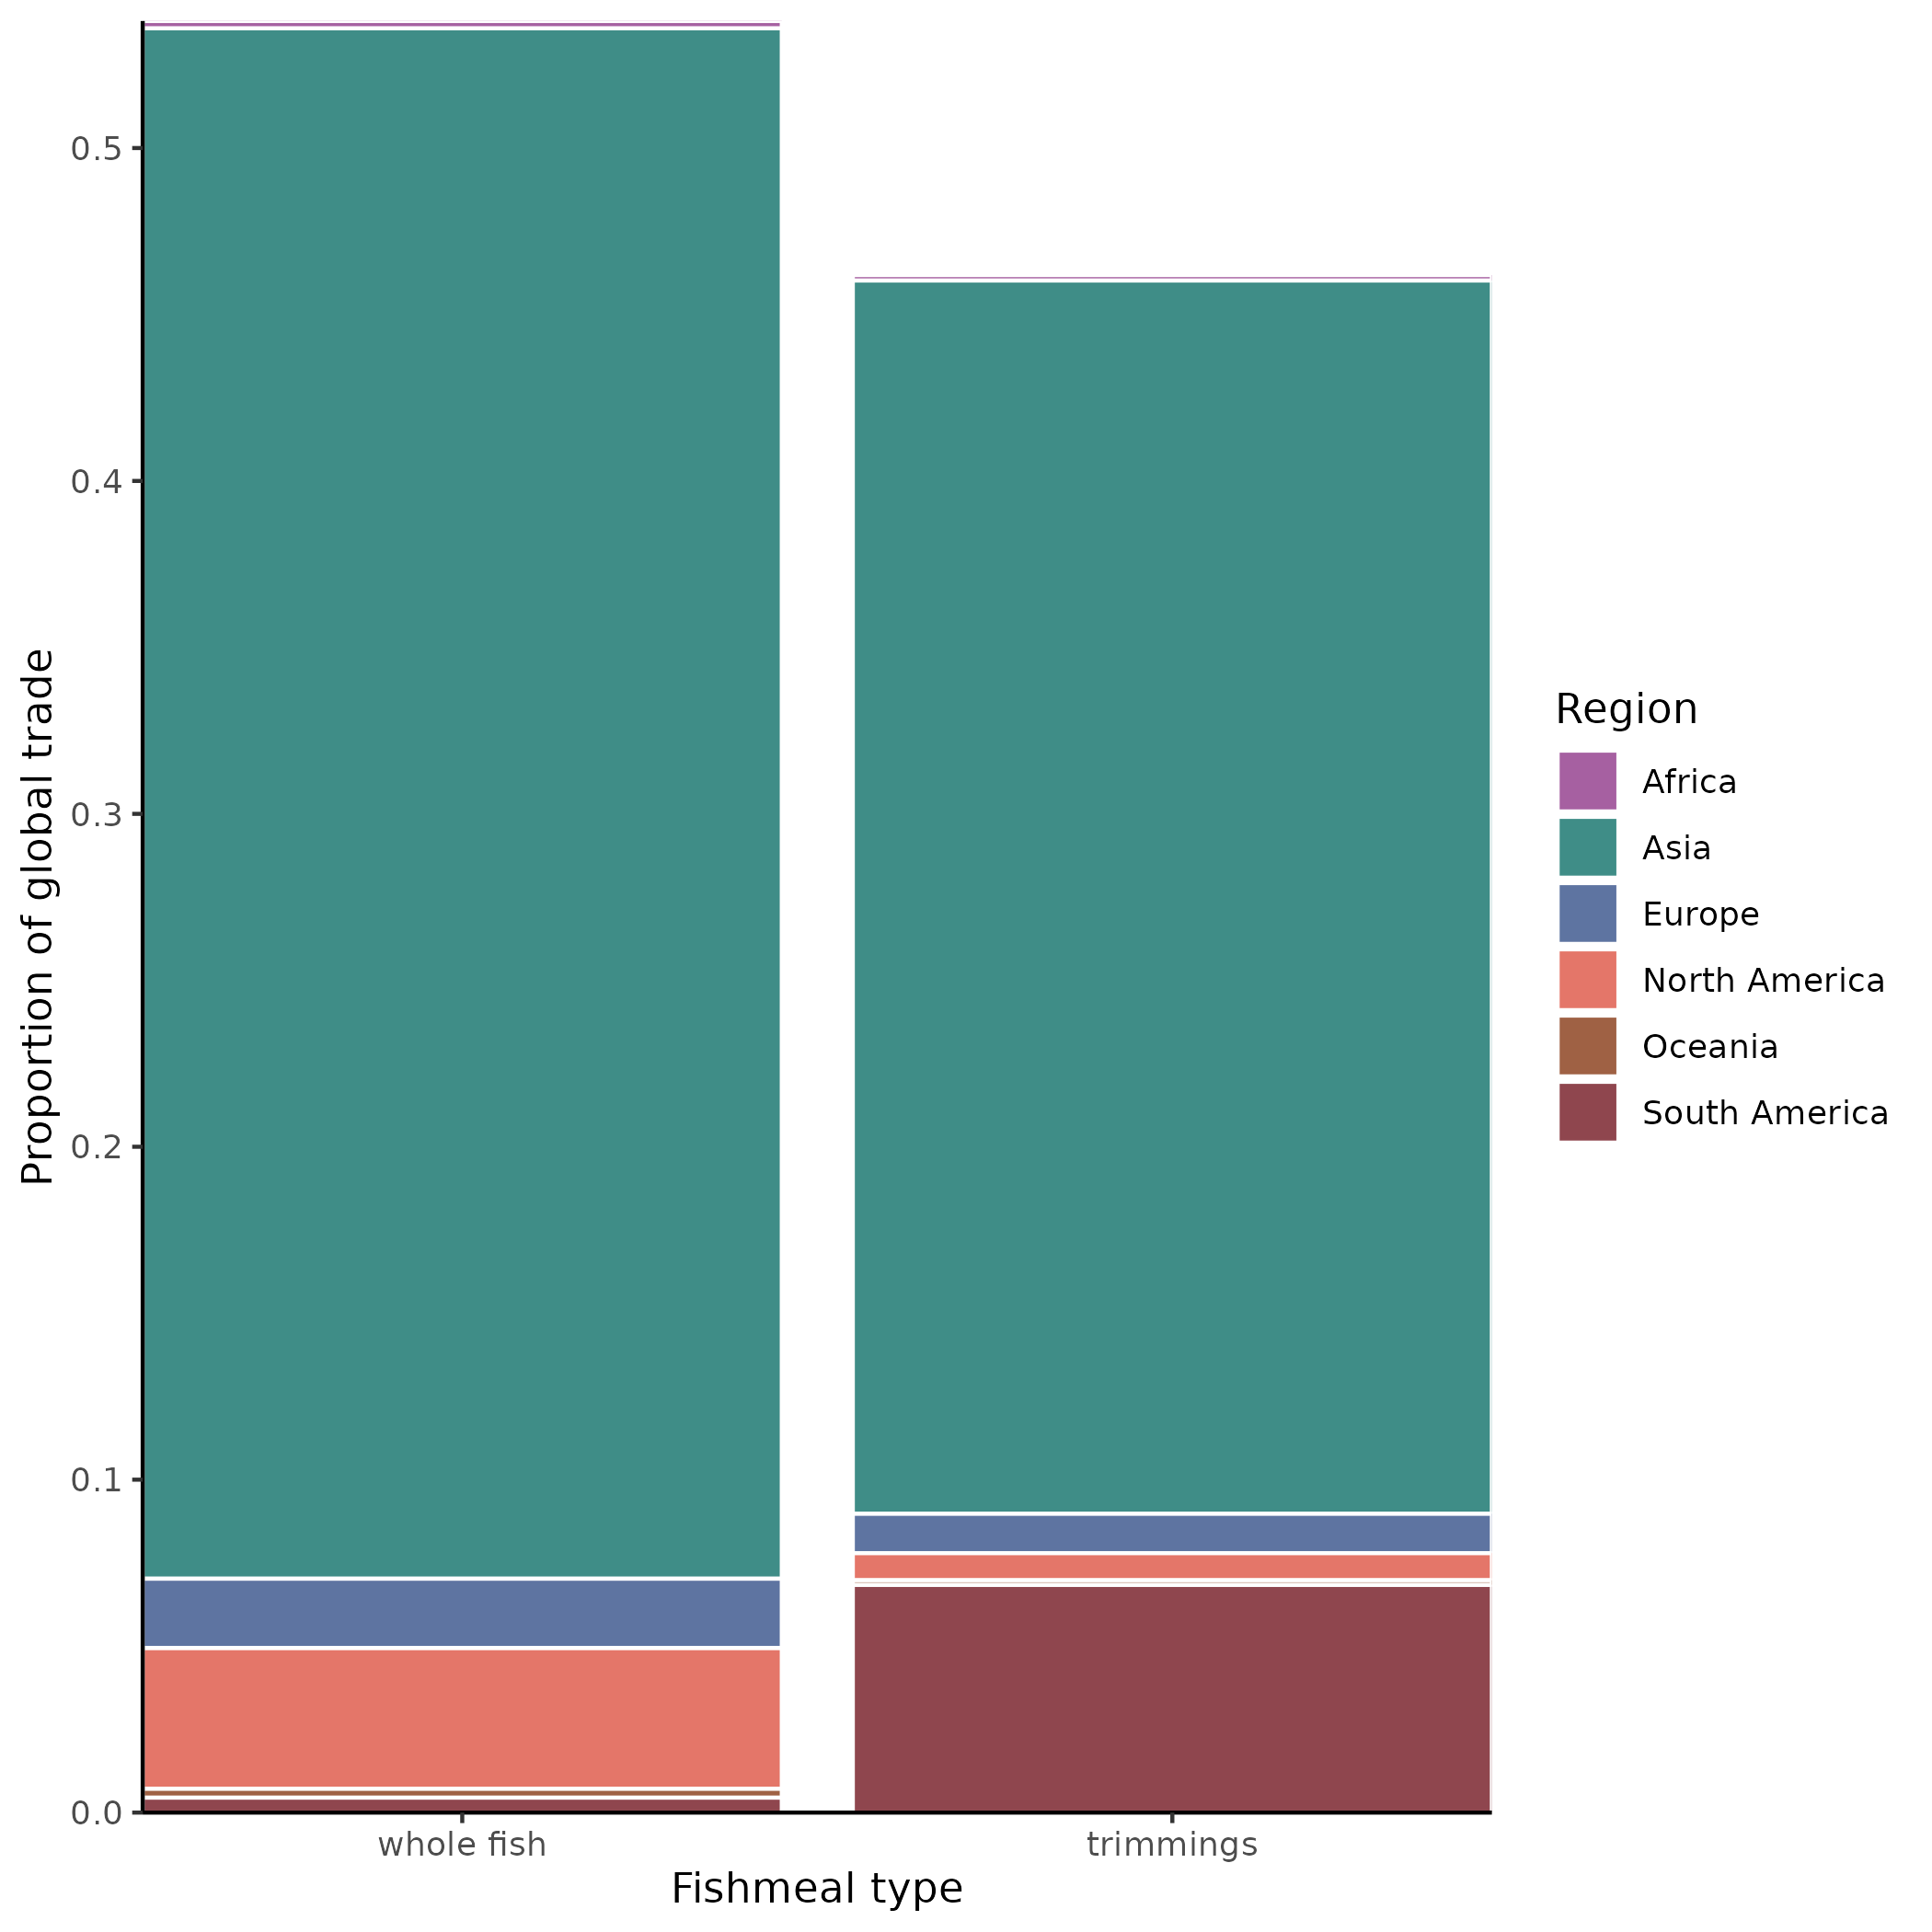 Proportion of global trade
0.5
0.4
0.3
0.2
0.1
0.0
whole fish
trimmings
Fishmeal type
Region
Africa
Asia
Europe
North America
Oceania
South America